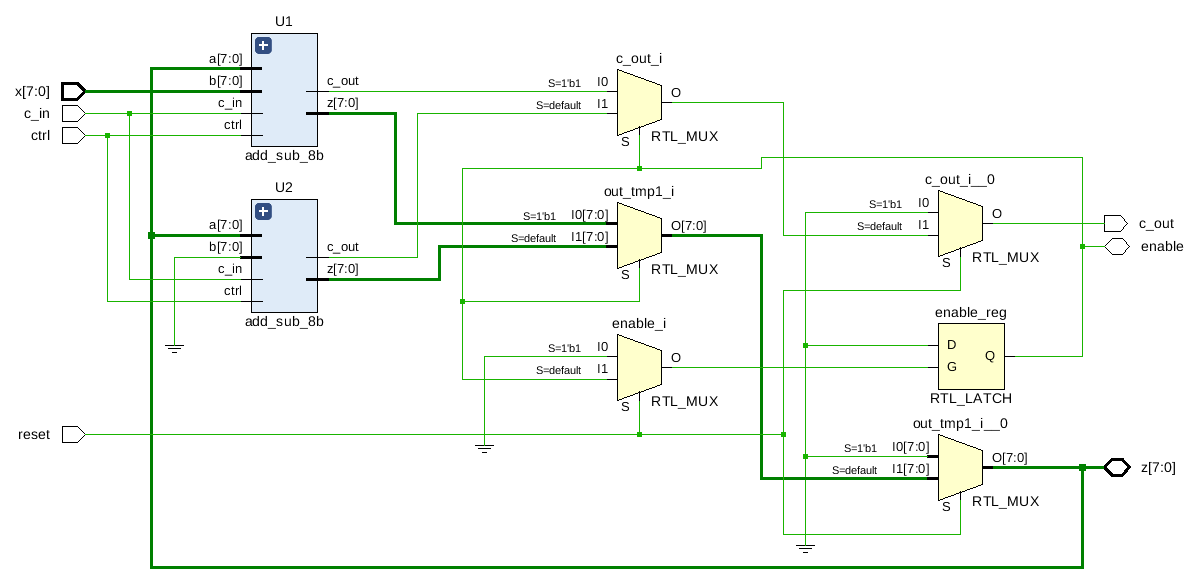 U1
a[7:0]
b[7:0]
c_in
ctrl
c_out
z[7:0]
add_sub_8b
x[7:0]
c_in
ctrl
U2
a[7:0]
b[7:0]
c_in
ctrl
c_out
z[7:0]
add_sub_8b
reset
c_out_i
S=1'b1 I0
S=default I1
O
S
RTL_MUX
out_tmp1_i
S=1'b1 I0[7:0]
S=default I1[7:0]
O[7:0]
S
RTL_MUX
enable_i
S=1'b1 I0
S=default I1
O
S
RTL_MUX
c_out_i__0
S=1'b1 I0
S=default I1
O
S
RTL_MUX
enable_reg
D
G
Q
RTL_LATCH
out_tmp1_i__0
S=1'b1 I0[7:0]
S=default I1[7:0]
O[7:0]
S
RTL_MUX
c_out
enable
z[7:0]